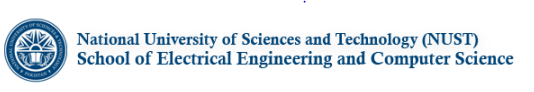 National University of Sciences and Technology (NUST)
School of Electrical Engineering and Computer Science